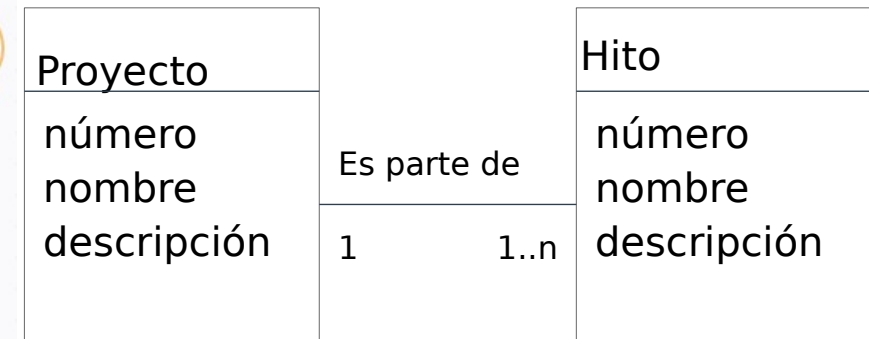 Proyecto
número
nombre
descripción
Es parte de
1 1..n
Hito
número
nombre
descripción